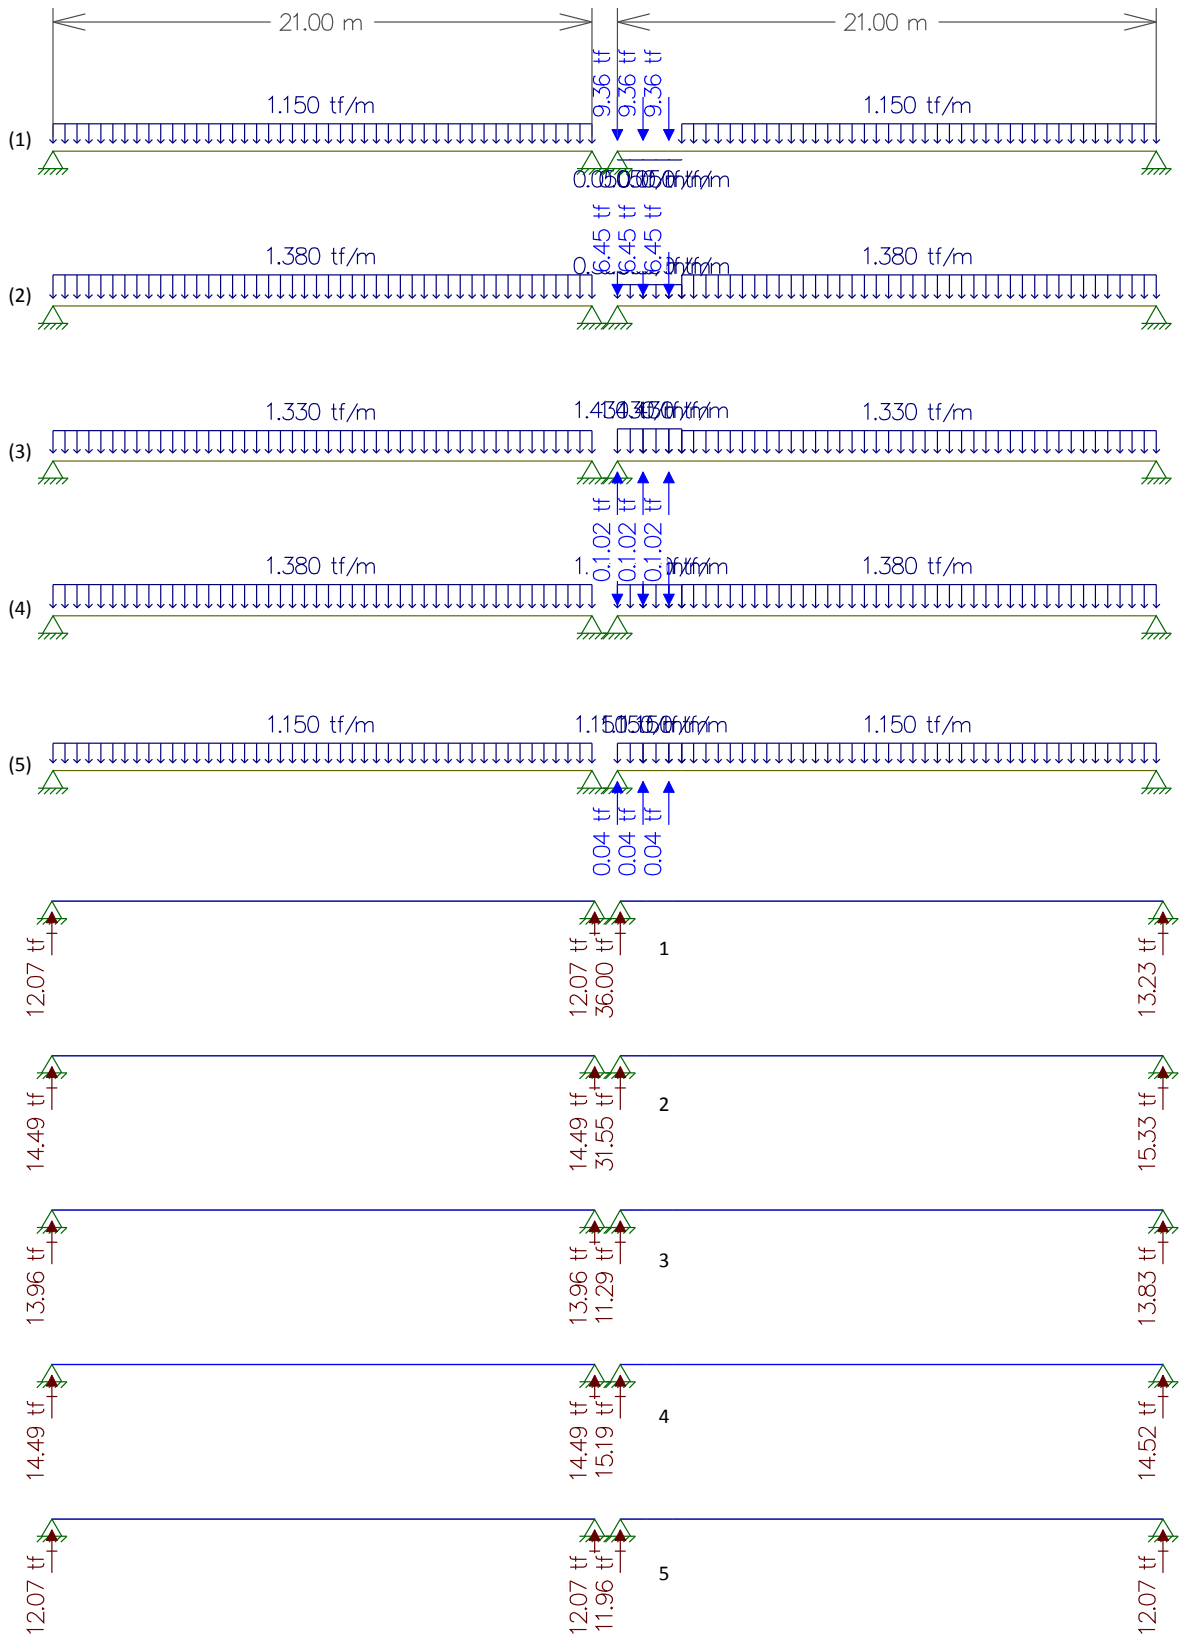 21.00 m 21.00 m
9.36 tf 9.36 tf 9.36 tf
1.150 tf/m 1.150 tf/m
(1)
6.45 tf 6.45 tf 6.45 tf
1.380 tf/m 1.380 tf/m
(2)
1.330 tf/m 1.330 tf/m
(3)
1.02 tf 1.02 tf 1.02 tf
1.380 tf/m 1.380 tf/m
(4)
1.150 tf/m 1.150 tf/m
(5)
0.04 tf 0.04 tf 0.04 tf
12.07 tf 12.07 tf 36.00 tf 1 13.23 tf
14.49 tf 14.49 tf 31.55 tf 2 15.33 tf
13.96 tf 13.96 tf 11.29 tf 3 13.83 tf
14.49 tf 14.49 tf 15.19 tf 4 14.52 tf
12.07 tf 12.07 tf 11.96 tf 5 12.07 tf